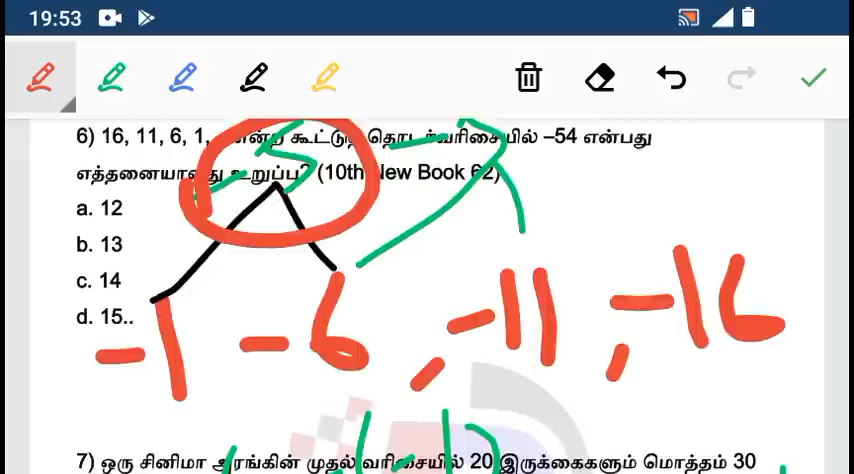 19:53
6) 16, 11, 6, 1, கூட்டுத் தொடர்வரிசையில் –54 என்பது
எத்தனையாவது உறுப்பு? (10th New Book 62)
-5 -5
a. 12
b. 13
c. 14
d. 15..
-1 -6 , -11 , -16
7) ஒரு சினிமா அரங்கின் முதல் வரிசையில் 20 இருக்கைகளும் மொத்தம் 30